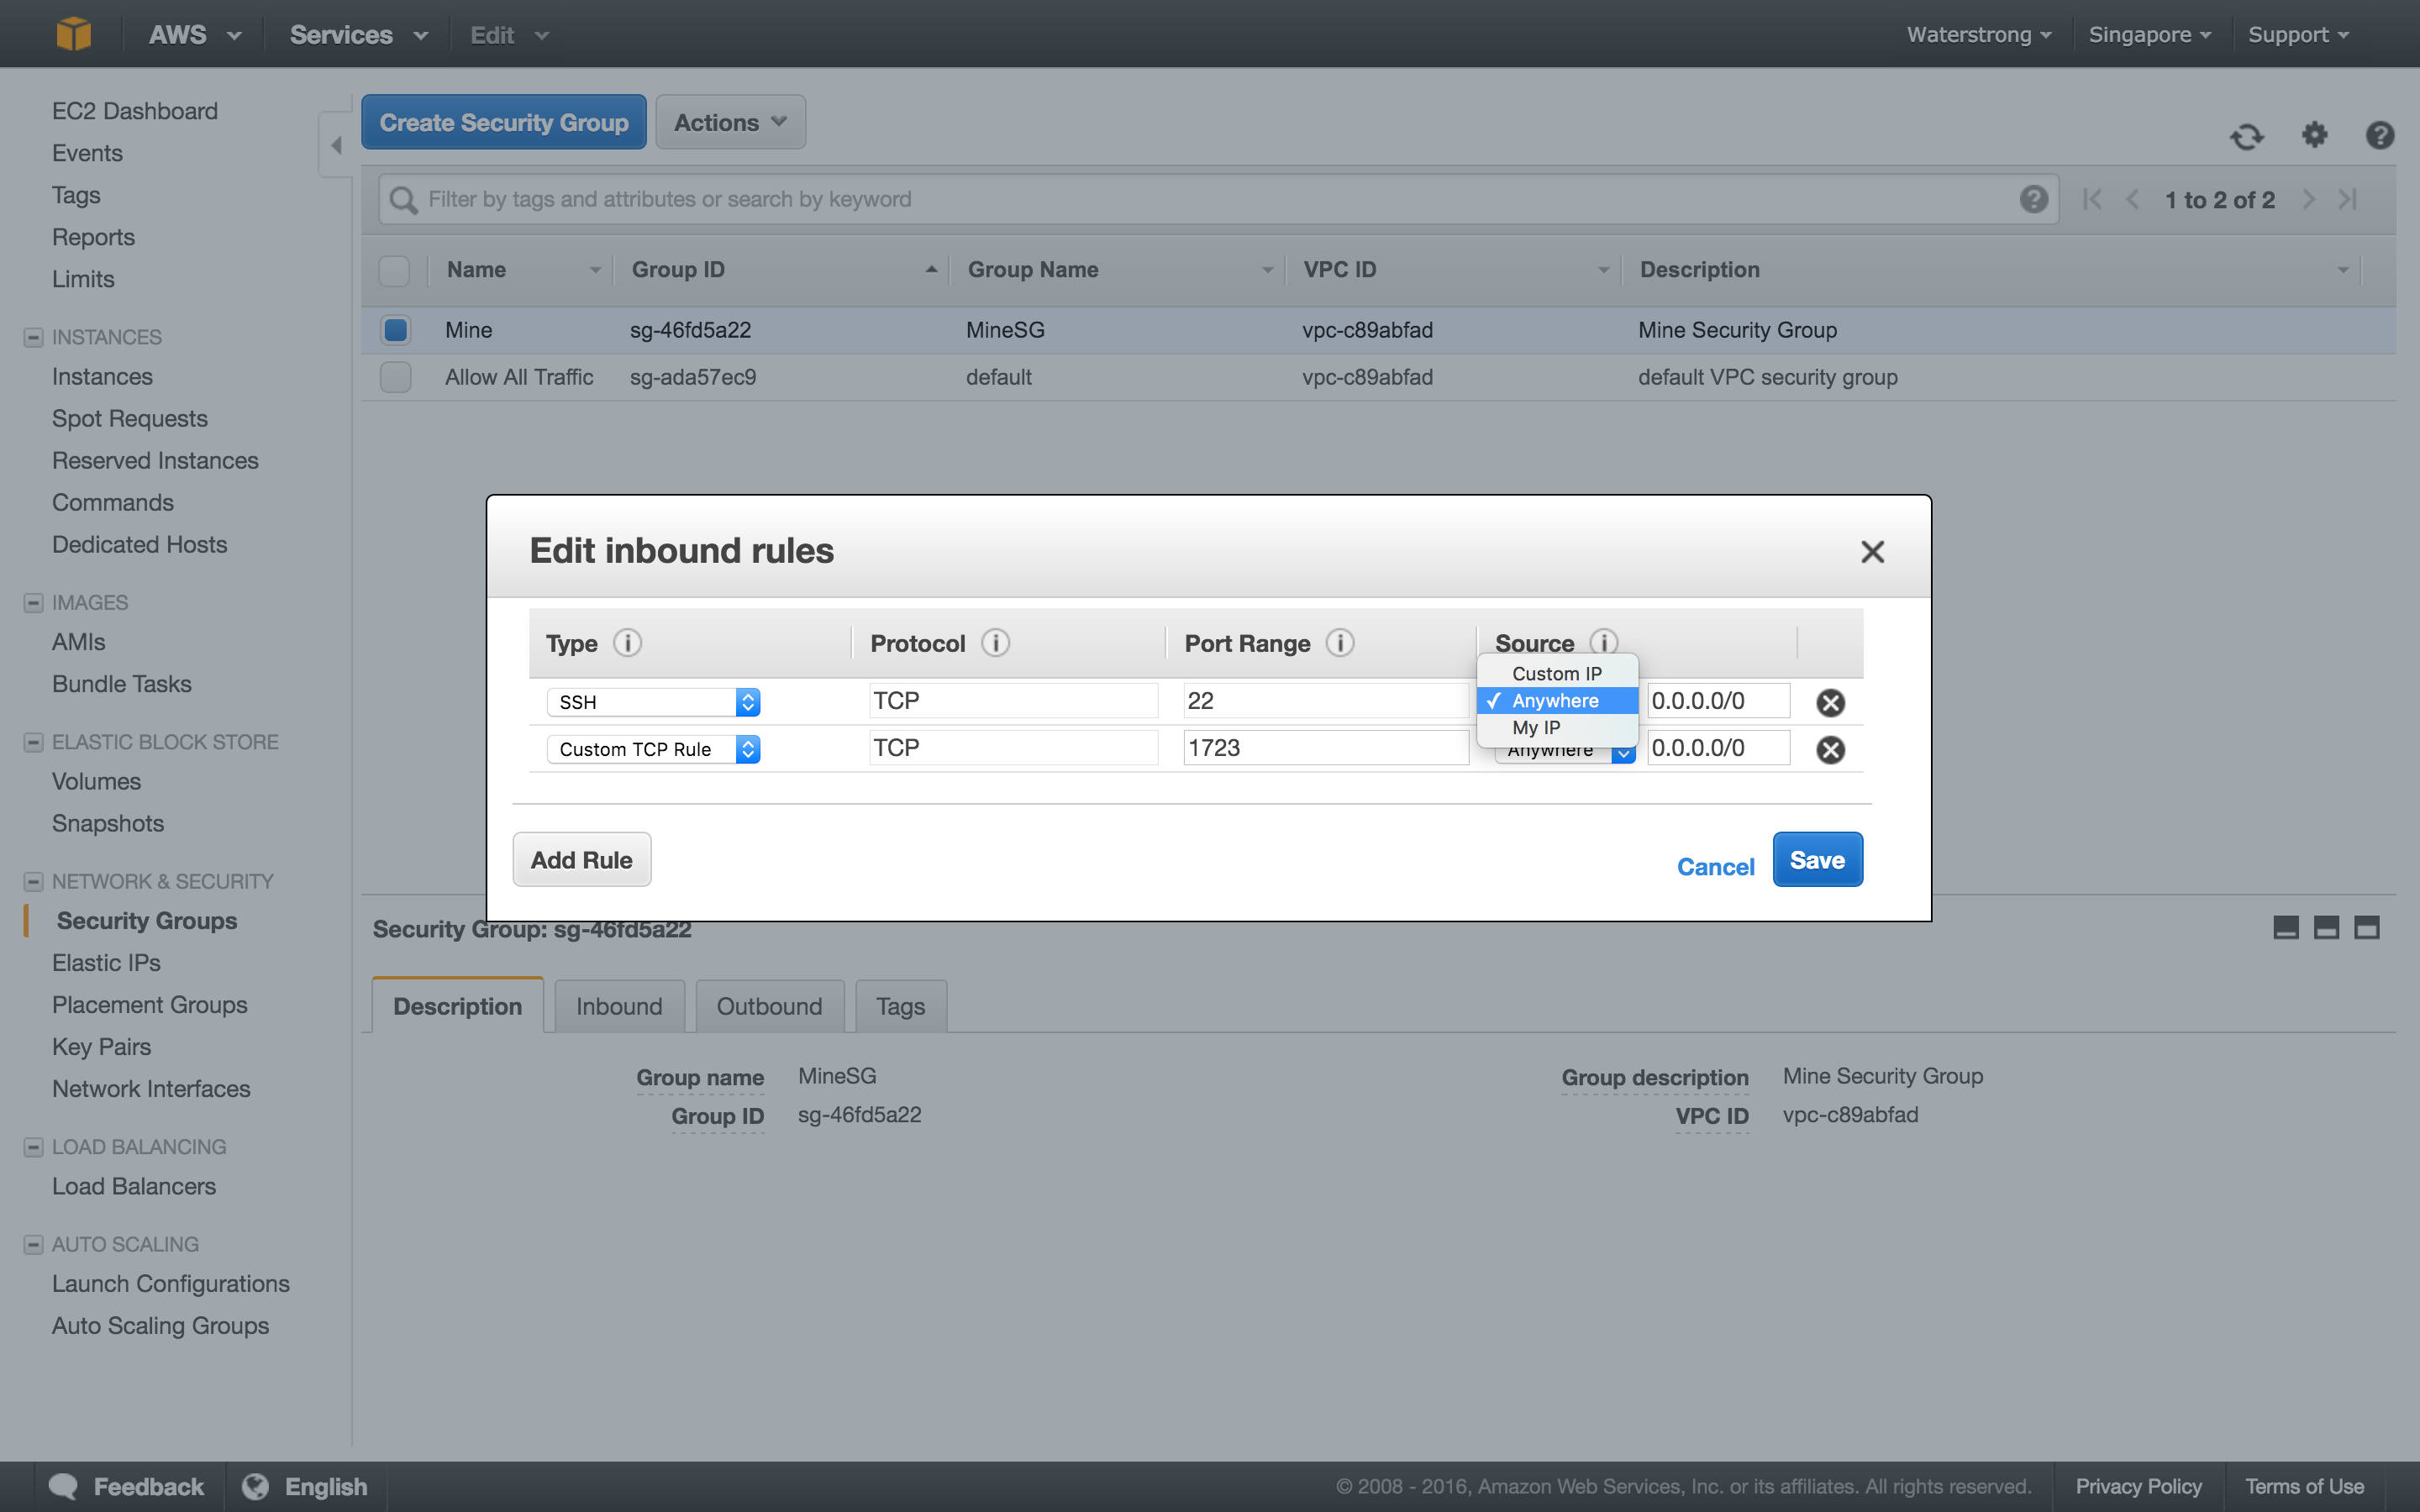 AWS Services Edit Waterstrong Singapore Support
EC2 Dashboard
Events
Tags
Reports
Limits
INSTANCES
Instances
Spot Requests
Reserved Instances
Commands
Dedicated Hosts
IMAGES
AMIs
Bundle Tasks
ELASTIC BLOCK STORE
Volumes
Snapshots
NETWORK & SECURITY
Security Groups
Elastic IPs
Placement Groups
Key Pairs
Network Interfaces
LOAD BALANCING
Load Balancers
AUTO SCALING
Launch Configurations
Auto Scaling Groups
Create Security Group Actions
Filter by tags and attributes or search by keyword 1 to 2 of 2
Name Group ID Group Name VPC ID Description
Mine sg-46fd5a22 MineSG vpc-c89abfad Mine Security Group
Allow All Traffic sg-ada57ec9 default vpc-c89abfad default VPC security group
Edit inbound rules
Type Protocol Port Range Source
Custom IP
SSH TCP 22 Anywhere 0.0.0.0/0
My IP
Custom TCP Rule TCP 1723 Anywhere 0.0.0.0/0
Add Rule Cancel Save
Security Group: sg-46fd5a22
Description Inbound Outbound Tags
Group name MineSG Group description Mine Security Group
Group ID sg-46fd5a22 VPC ID vpc-c89abfad
Feedback English © 2008 - 2016, Amazon Web Services, Inc. or its affiliates. All rights reserved. Privacy Policy Terms of Use